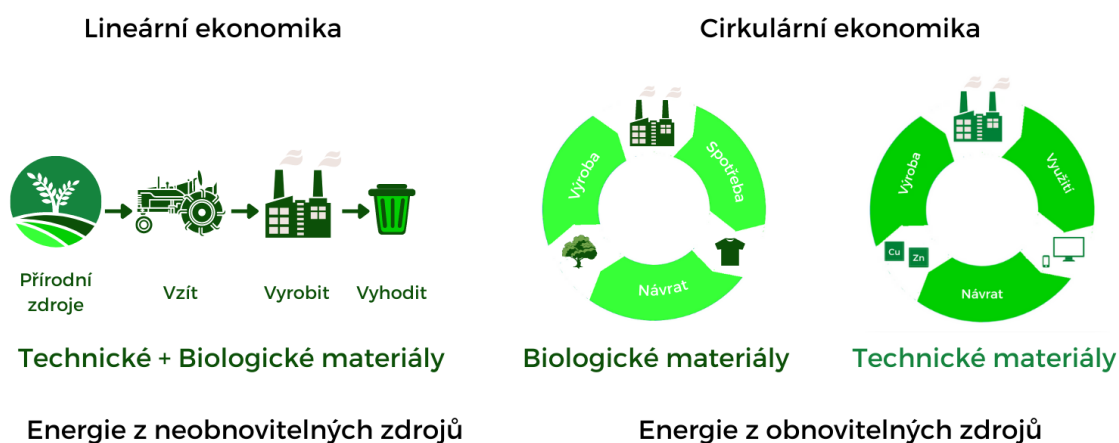 Lineární ekonomika
Přírodní
zdroje
Vzít
Vyrobit
Vyhodit
Technické + Biologické materiály
Energie z neobnovitelných zdrojů
Cirkulární ekonomika
Výroba
Spotřeba
Návrat
Biologické materiály
Výroba
Využití
Cu
Zn
Návrat
Technické materiály
Energie z obnovitelných zdrojů